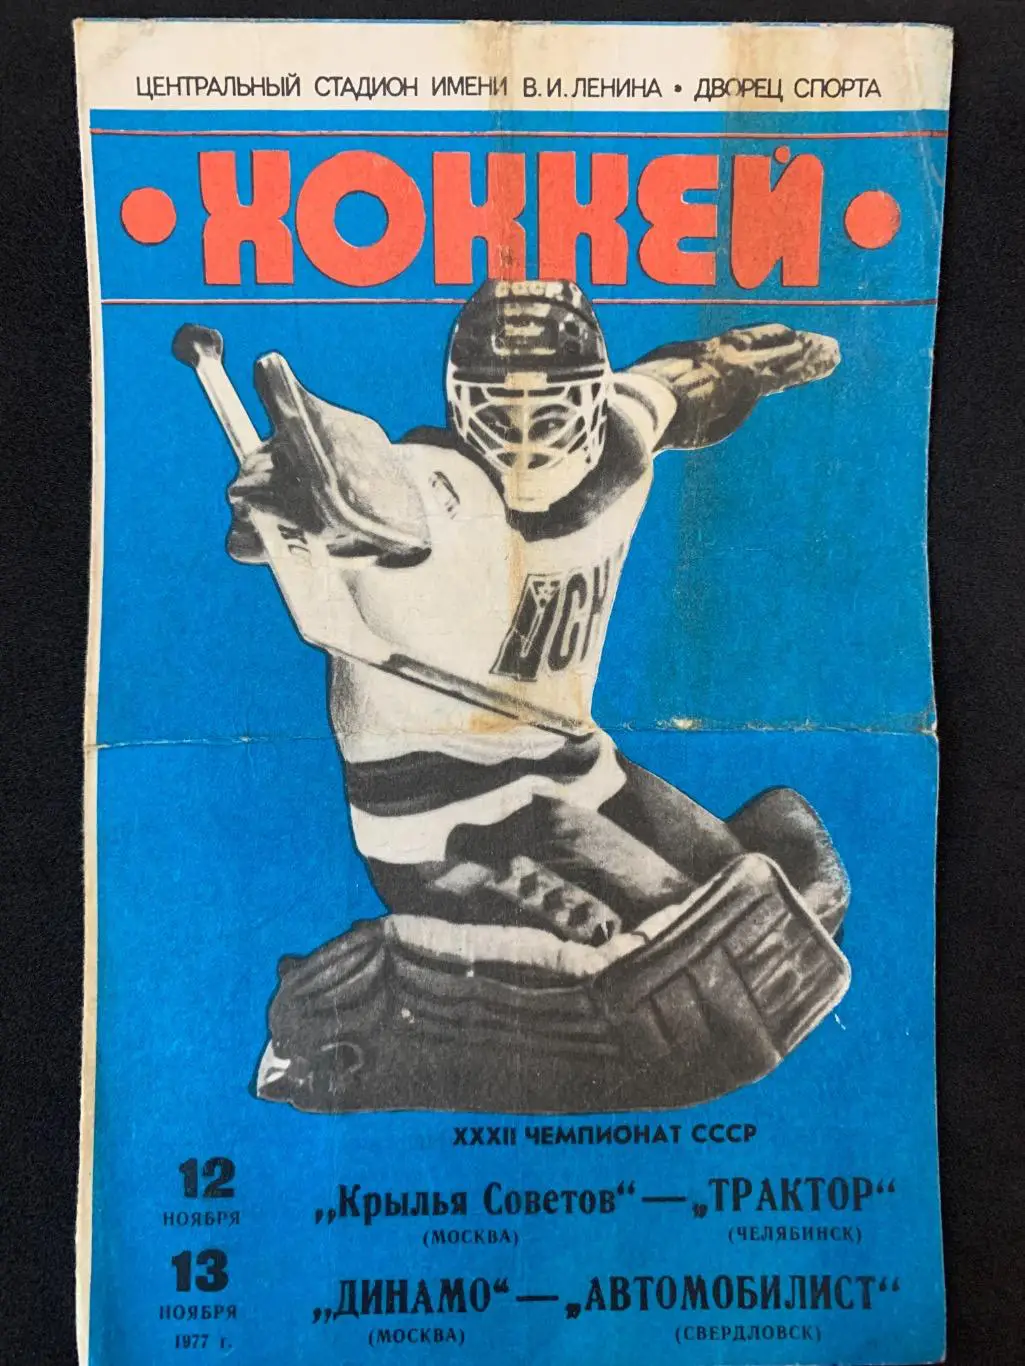 ЦЕНТРАЛЬНЫЙ СТАДИОН ИМЕНИ В.И.ЛЕНИНА • ДВОРЕЦ СПОРТА
• ХОККЕЙ •
СССР
XXXII ЧЕМПИОНАТ СССР
12 НОЯБРЯ
„Крылья Советов“ — „ТРАКТОР“
(МОСКВА) (ЧЕЛЯБИНСК)
13 НОЯБРЯ 1977 г.
„ДИНАМО“ — „АВТОМОБИЛИСТ“
(МОСКВА) (СВЕРДЛОВСК)